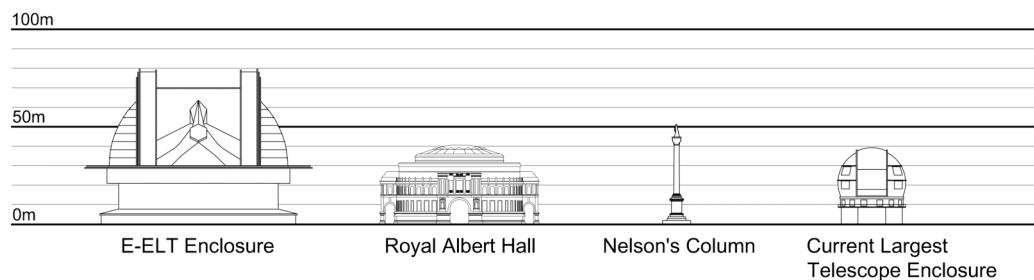 100m
50m
0m
E-ELT Enclosure
Royal Albert Hall
Nelson's Column
Current Largest
Telescope Enclosure